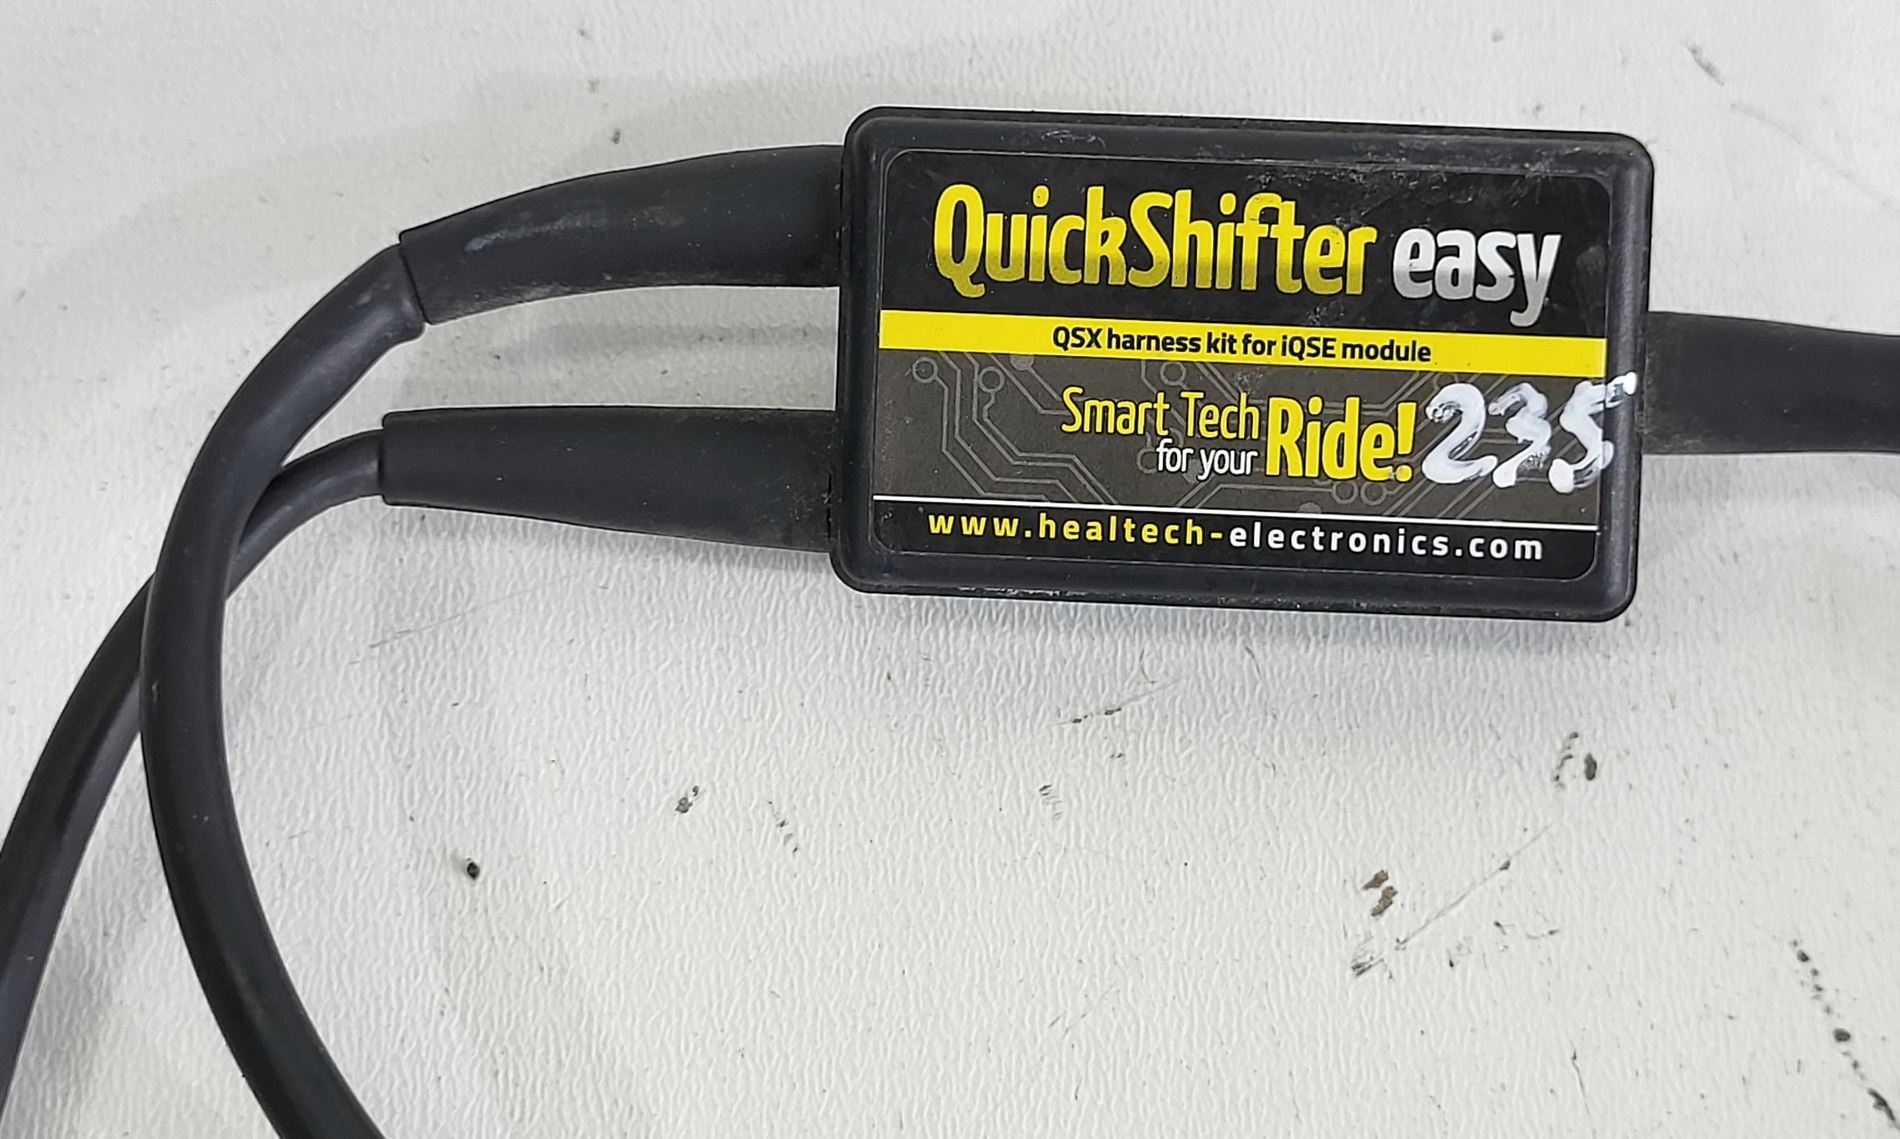 QuickShifter easy
QSX harness kit for iQSE module
Smart Tech
for your Ride! 235
www.healtech-electronics.com